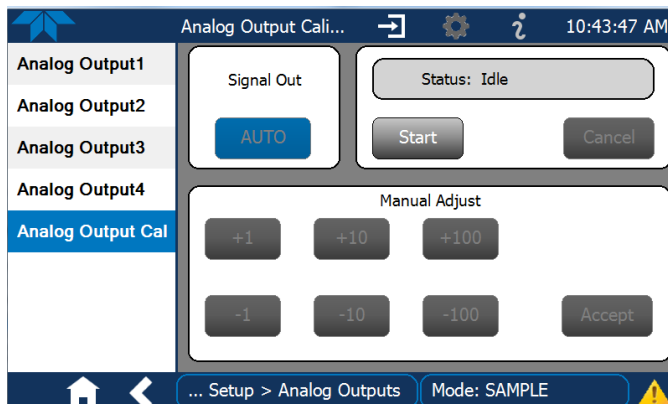 Analog Output Cali... 10:43:47 AM
Analog Output1
Analog Output2
Analog Output3
Analog Output4
Analog Output Cal
Signal Out
AUTO
Status: Idle
Start Cancel
Manual Adjust
+1 +10 +100
-1 -10 -100 Accept
... Setup > Analog Outputs Mode: SAMPLE